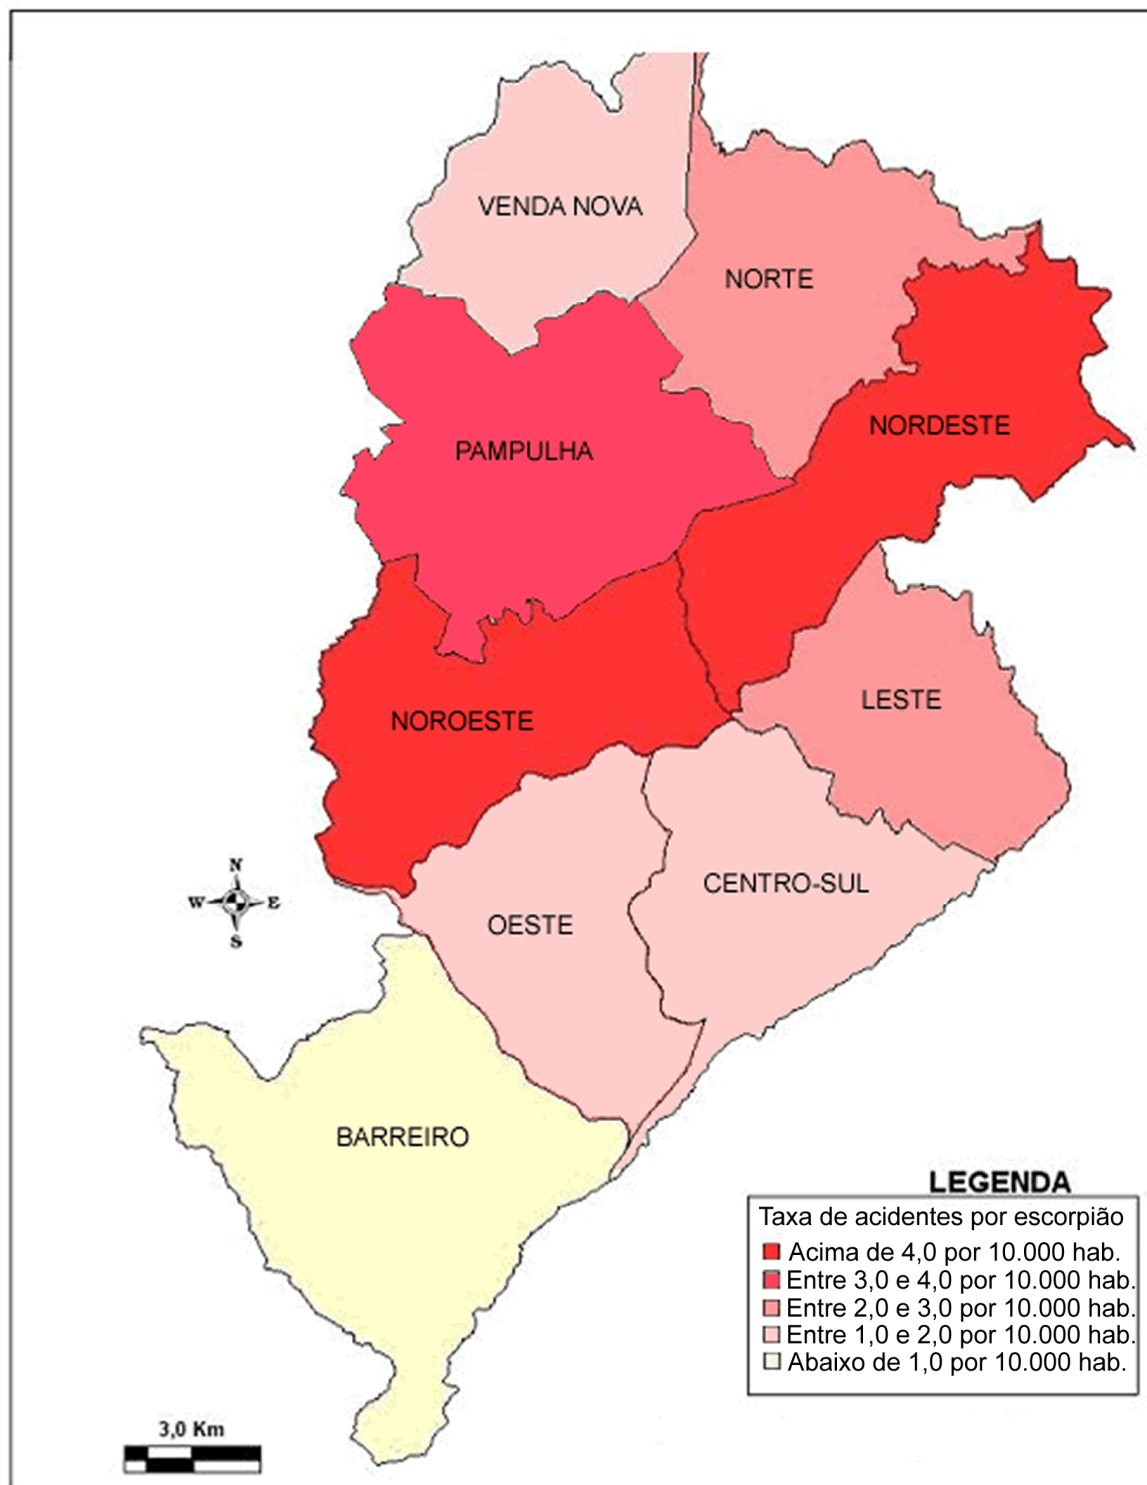 VENDA NOVA
NORTE
NORDESTE
PAMPULHA
LESTE
NOROESTE
CENTRO-SUL
OESTE
N
W E
S
BARREIRO
LEGENDA
Taxa de acidentes por escorpião
Acima de 4,0 por 10.000 hab.
Entre 3,0 e 4,0 por 10.000 hab.
Entre 2,0 e 3,0 por 10.000 hab.
Entre 1,0 e 2,0 por 10.000 hab.
Abaixo de 1,0 por 10.000 hab.
3,0 Km